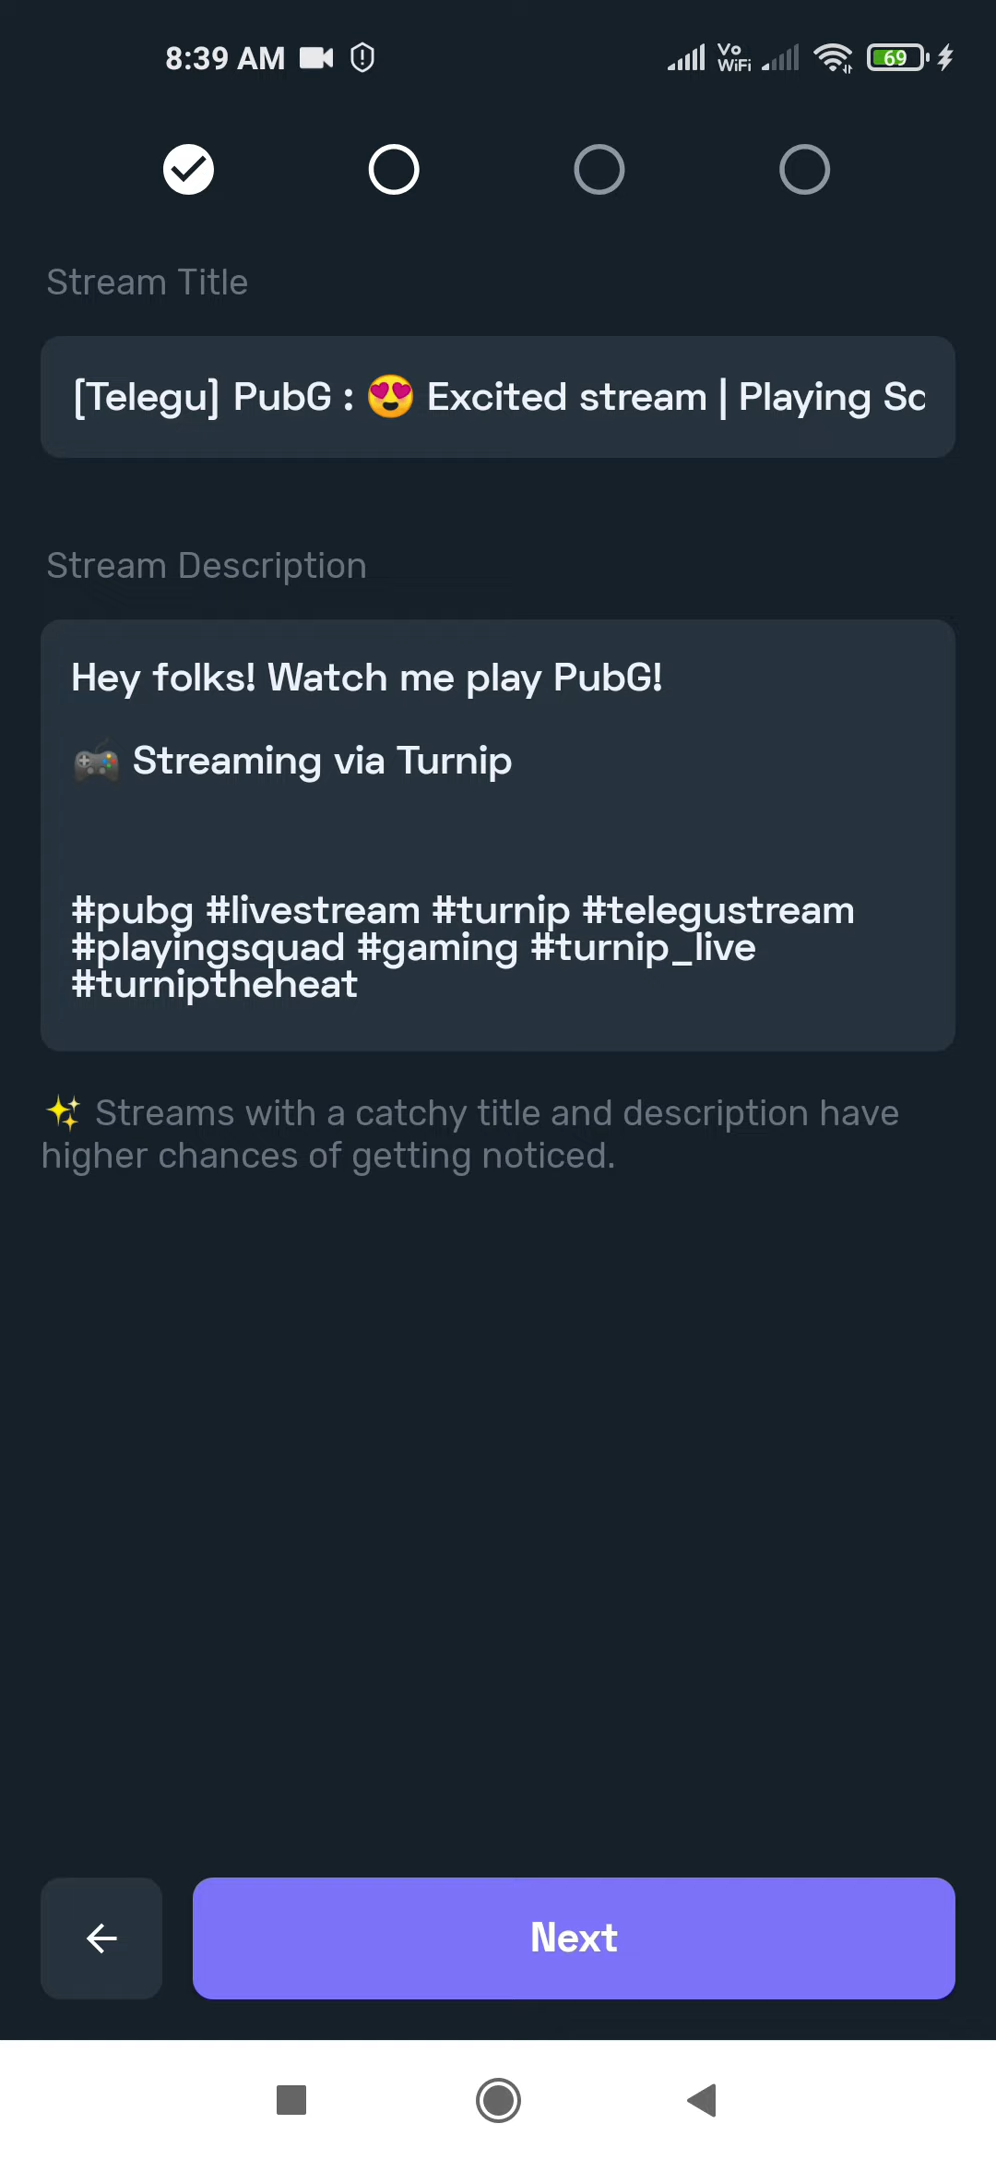 8:39 AM
Vo
WiFi
69
Stream Title
[Telegu] PubG : 😍 Excited stream | Playing
Stream Description
Hey folks! Watch me play PubG!
🎮 Streaming via Turnip
#pubg #livestream #turnip #telegustream
#playingsquad #gaming #turnip_live
#turniptheheat
✨ Streams with a catchy title and description have
higher chances of getting noticed.
Next